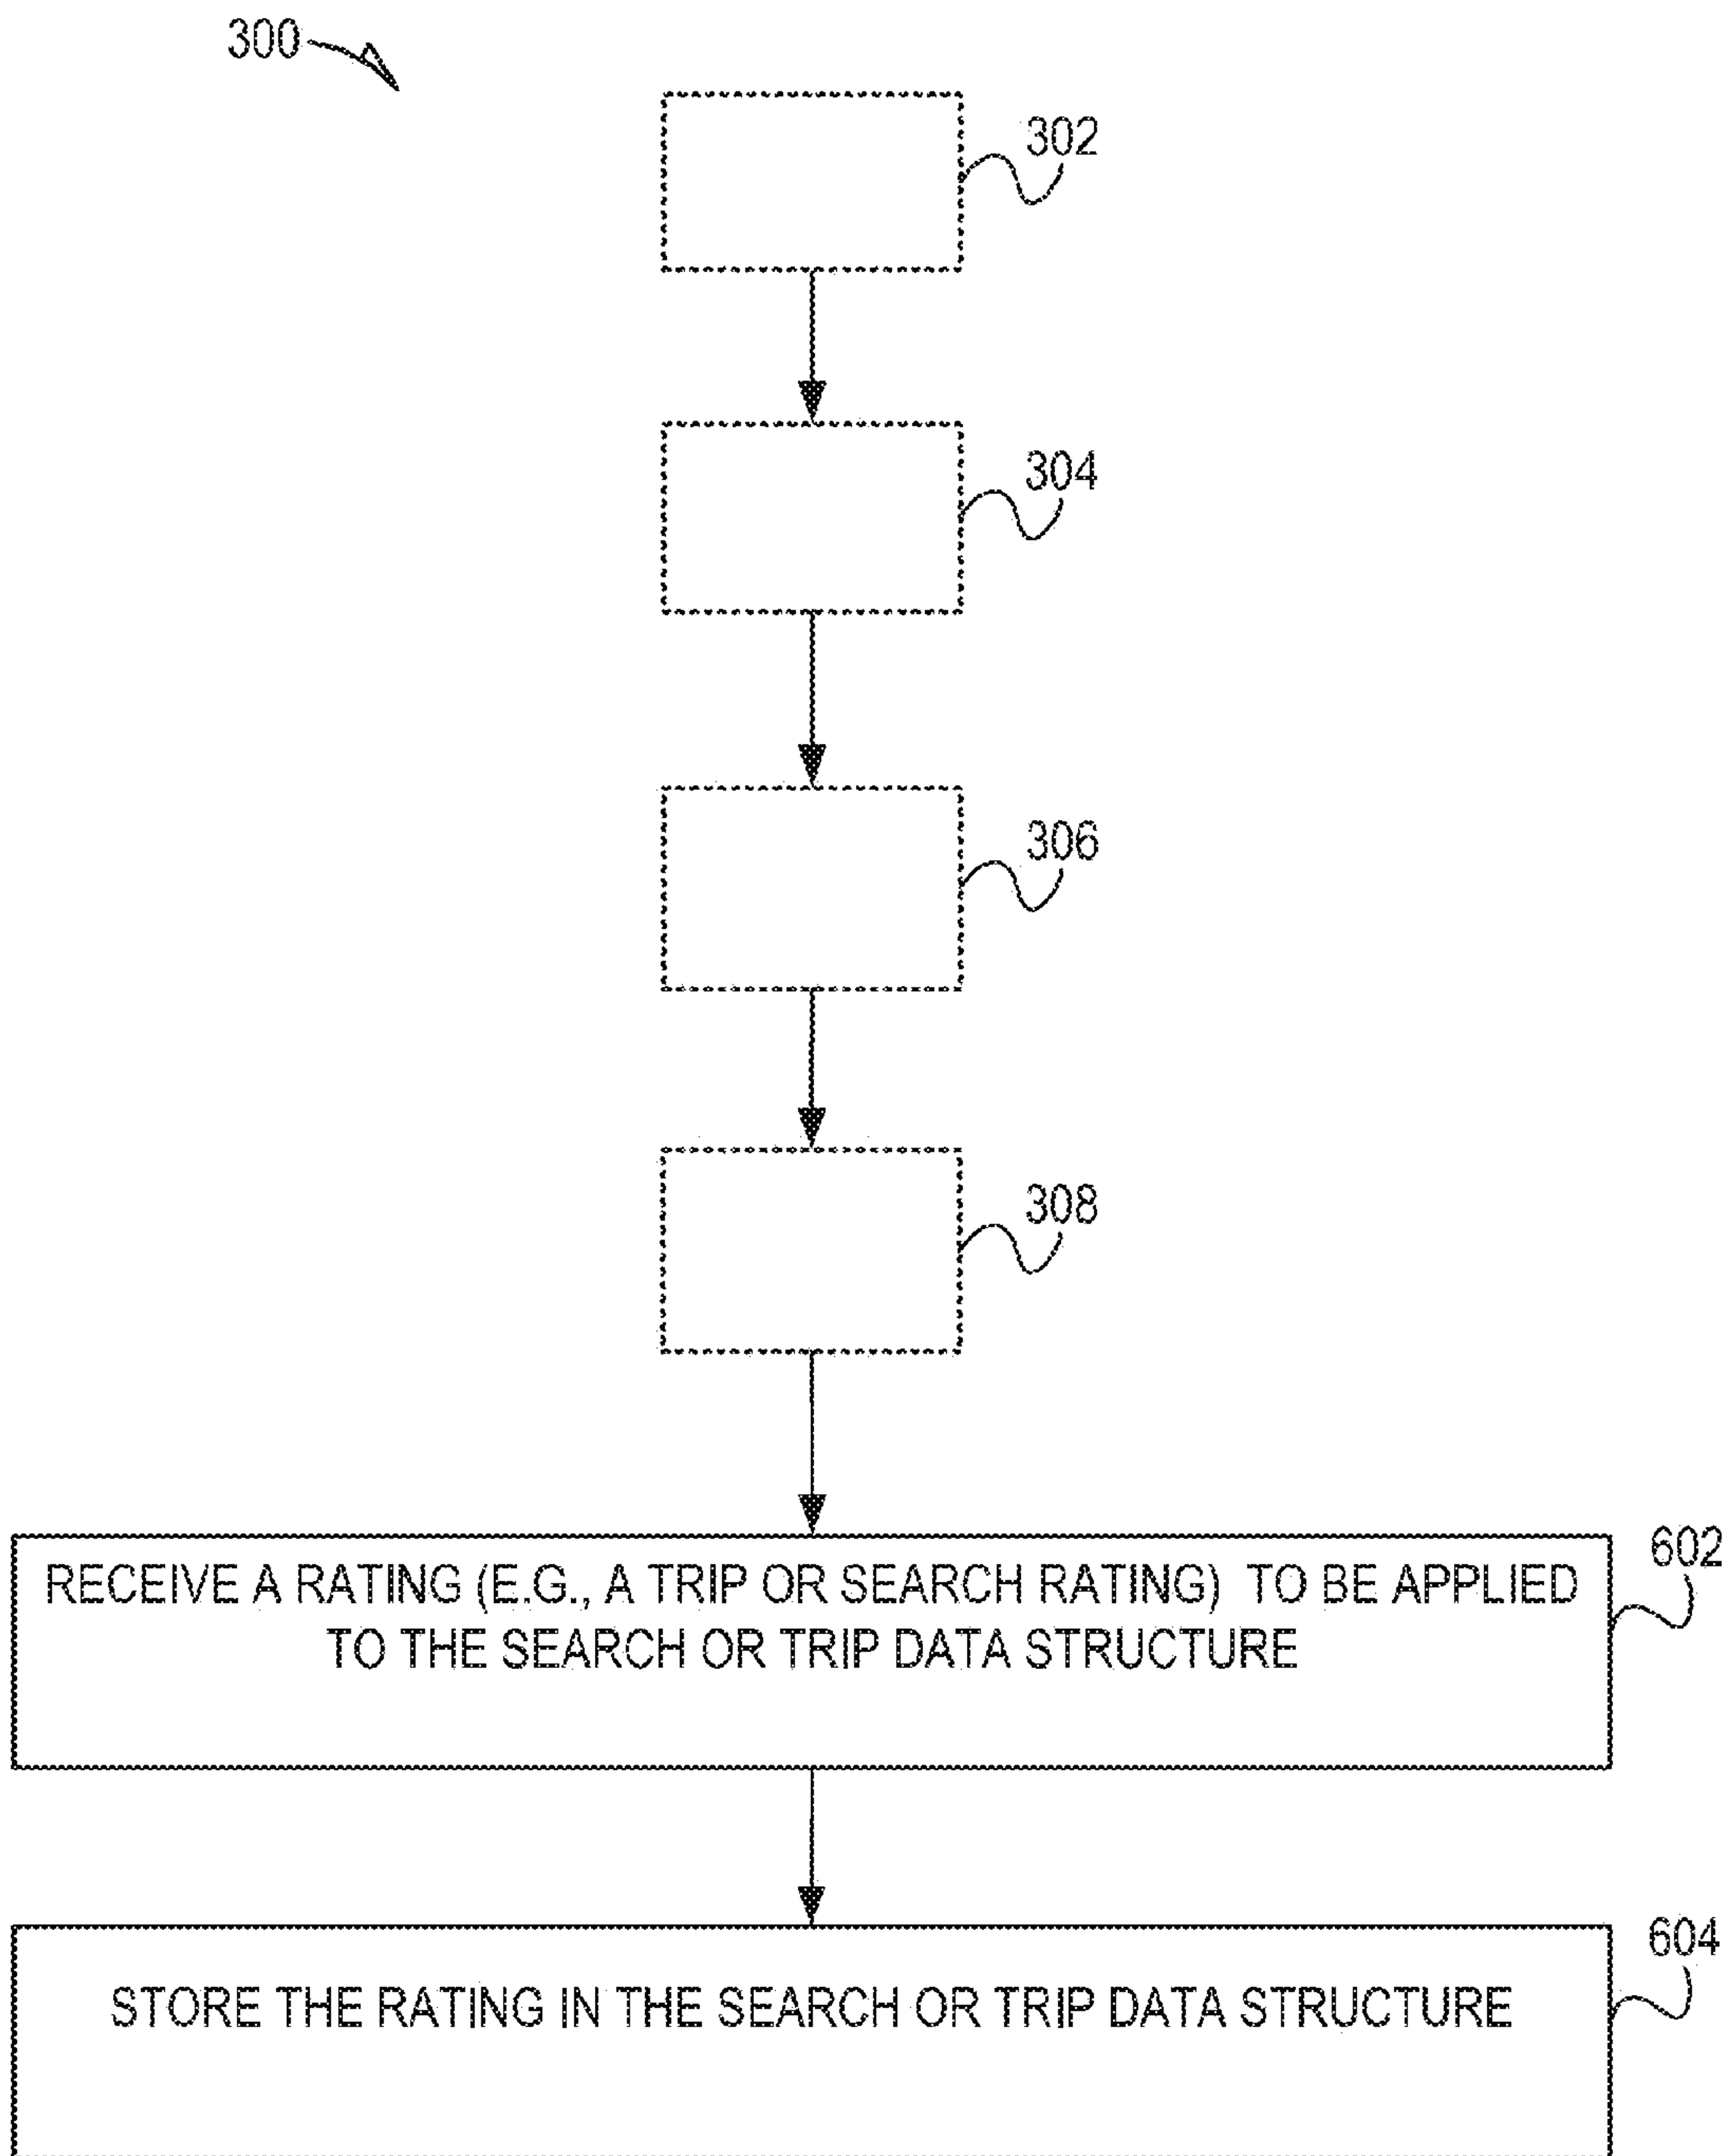 300
302
304
306
308
602
RECEIVE A RATING (E.G., A TRIP OR SEARCH RATING) TO BE APPLIED
TO THE SEARCH OR TRIP DATA STRUCTURE
604
STORE THE RATING IN THE SEARCH OR TRIP DATA STRUCTURE